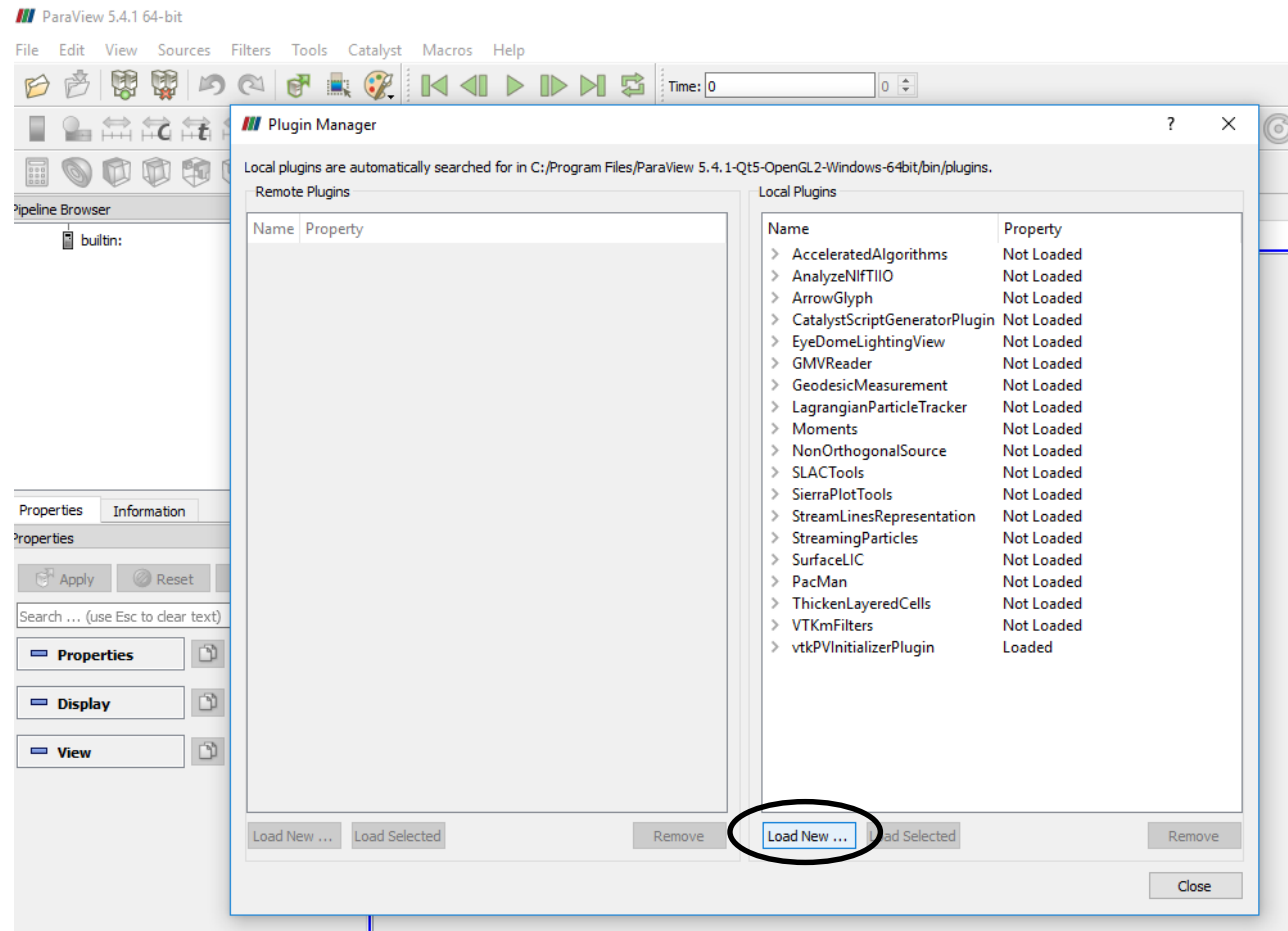 ParaView 5.4.1 64-bit
File Edit View Sources Filters Tools Catalyst Macros Help
Time: 0 0
Plugin Manager ?
Local plugins are automatically searched for in C:/Program Files/ParaView 5.4.1-Qt5-OpenGL2-Windows-64bit/bin/plugins.
Remote Plugins
Name Property
Local Plugins
Name Property
AcceleratedAlgorithms Not Loaded
AnalyzeNIfTIIO Not Loaded
ArrowGlyph Not Loaded
CatalystScriptGeneratorPlugin Not Loaded
EyeDomeLightingView Not Loaded
GMVReader Not Loaded
GeodesicMeasurement Not Loaded
LagrangianParticleTracker Not Loaded
Moments Not Loaded
NonOrthogonalSource Not Loaded
SLACTools Not Loaded
SierraPlotTools Not Loaded
StreamLinesRepresentation Not Loaded
StreamingParticles Not Loaded
SurfaceLIC Not Loaded
PacMan Not Loaded
ThickenLayeredCells Not Loaded
VTKmFilters Not Loaded
vtkPVInitializerPlugin Loaded
Load New ... Load Selected Remove
Load New ... ad Selected Remove
Close
Pipeline Browser
builtin:
Properties Information
Properties
Apply Reset
Search ... (use Esc to clear text)
Properties
Display
View